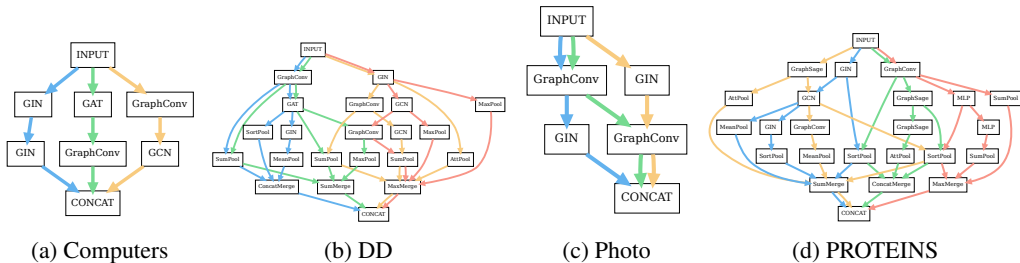 INPUT
GIN GAT GraphConv
GIN GraphConv GCN
CONCAT
(a) Computers
INPUT
GraphConv GIN
GAT GraphConv GCN MaxPool
SortPool GIN GraphConv GCN MaxPool
SumPool MeanPool SumPool MaxPool SumPool AttPool
ConcatMerge SumMerge MaxMerge
CONCAT
(b) DD
INPUT
GraphConv GIN
GIN GraphConv
CONCAT
(c) Photo
INPUT
GraphSage GIN GraphConv
AttPool GCN GraphSage MLP SumPool
MeanPool GIN GraphConv GraphSage MLP
SortPool MeanPool SortPool AttPool SortPool SumPool
SumMerge ConcatMerge MaxMerge
CONCAT
(d) PROTEINS